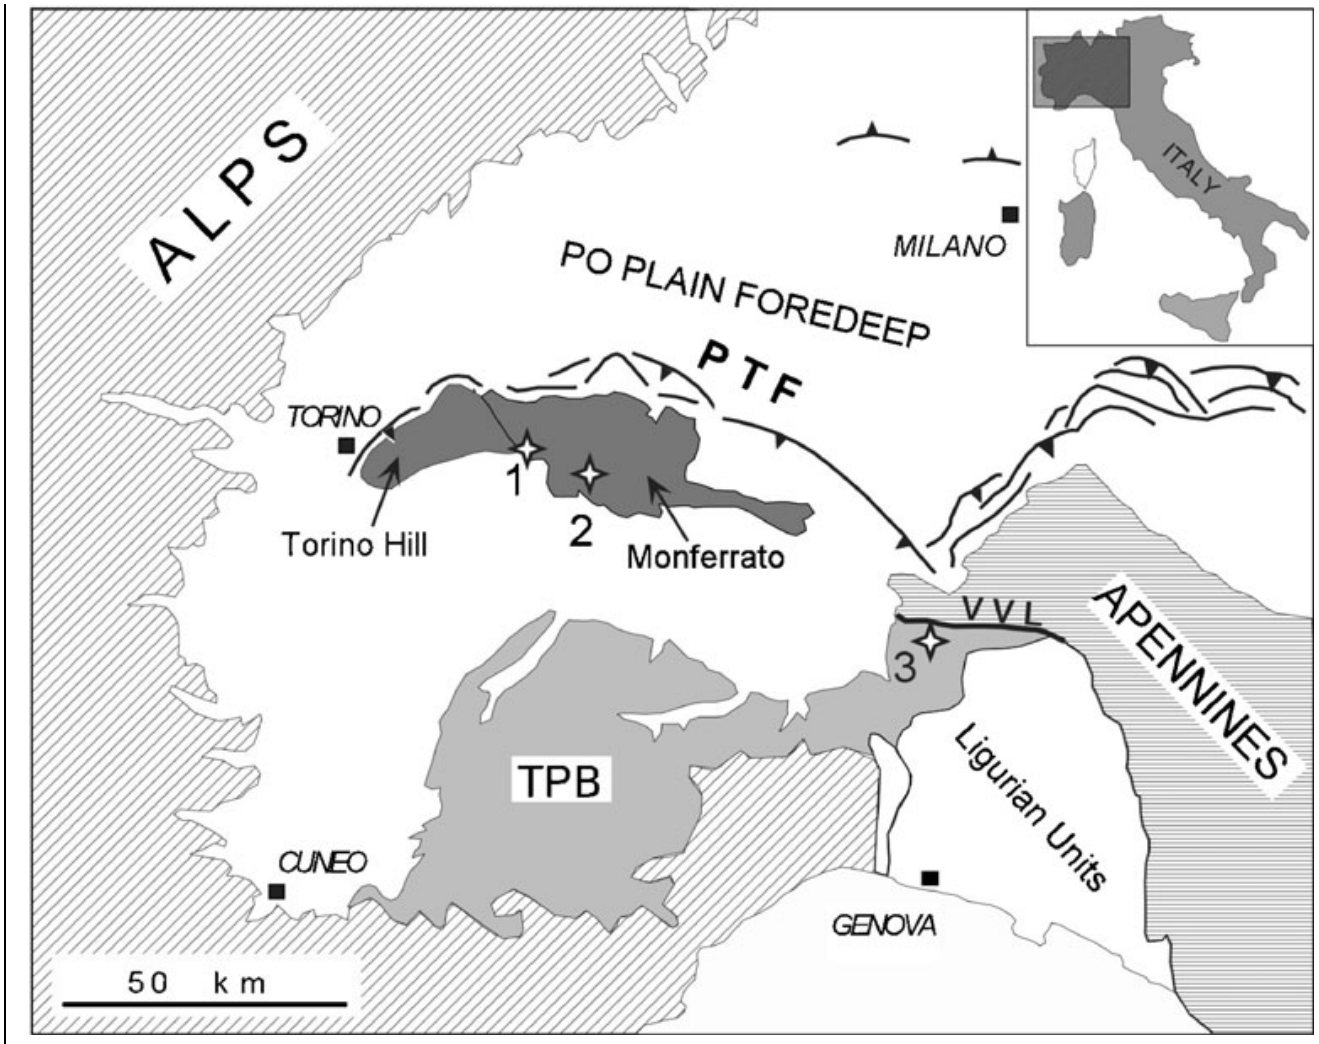 ALPS
ITALY
MILANO
PO PLAIN FOREDEEP
PTF
TORINO
1
2
Torino Hill
Monferrato
VVL
3
APENNINES
Ligurian Units
TPB
CUNEO
GENOVA
50 km